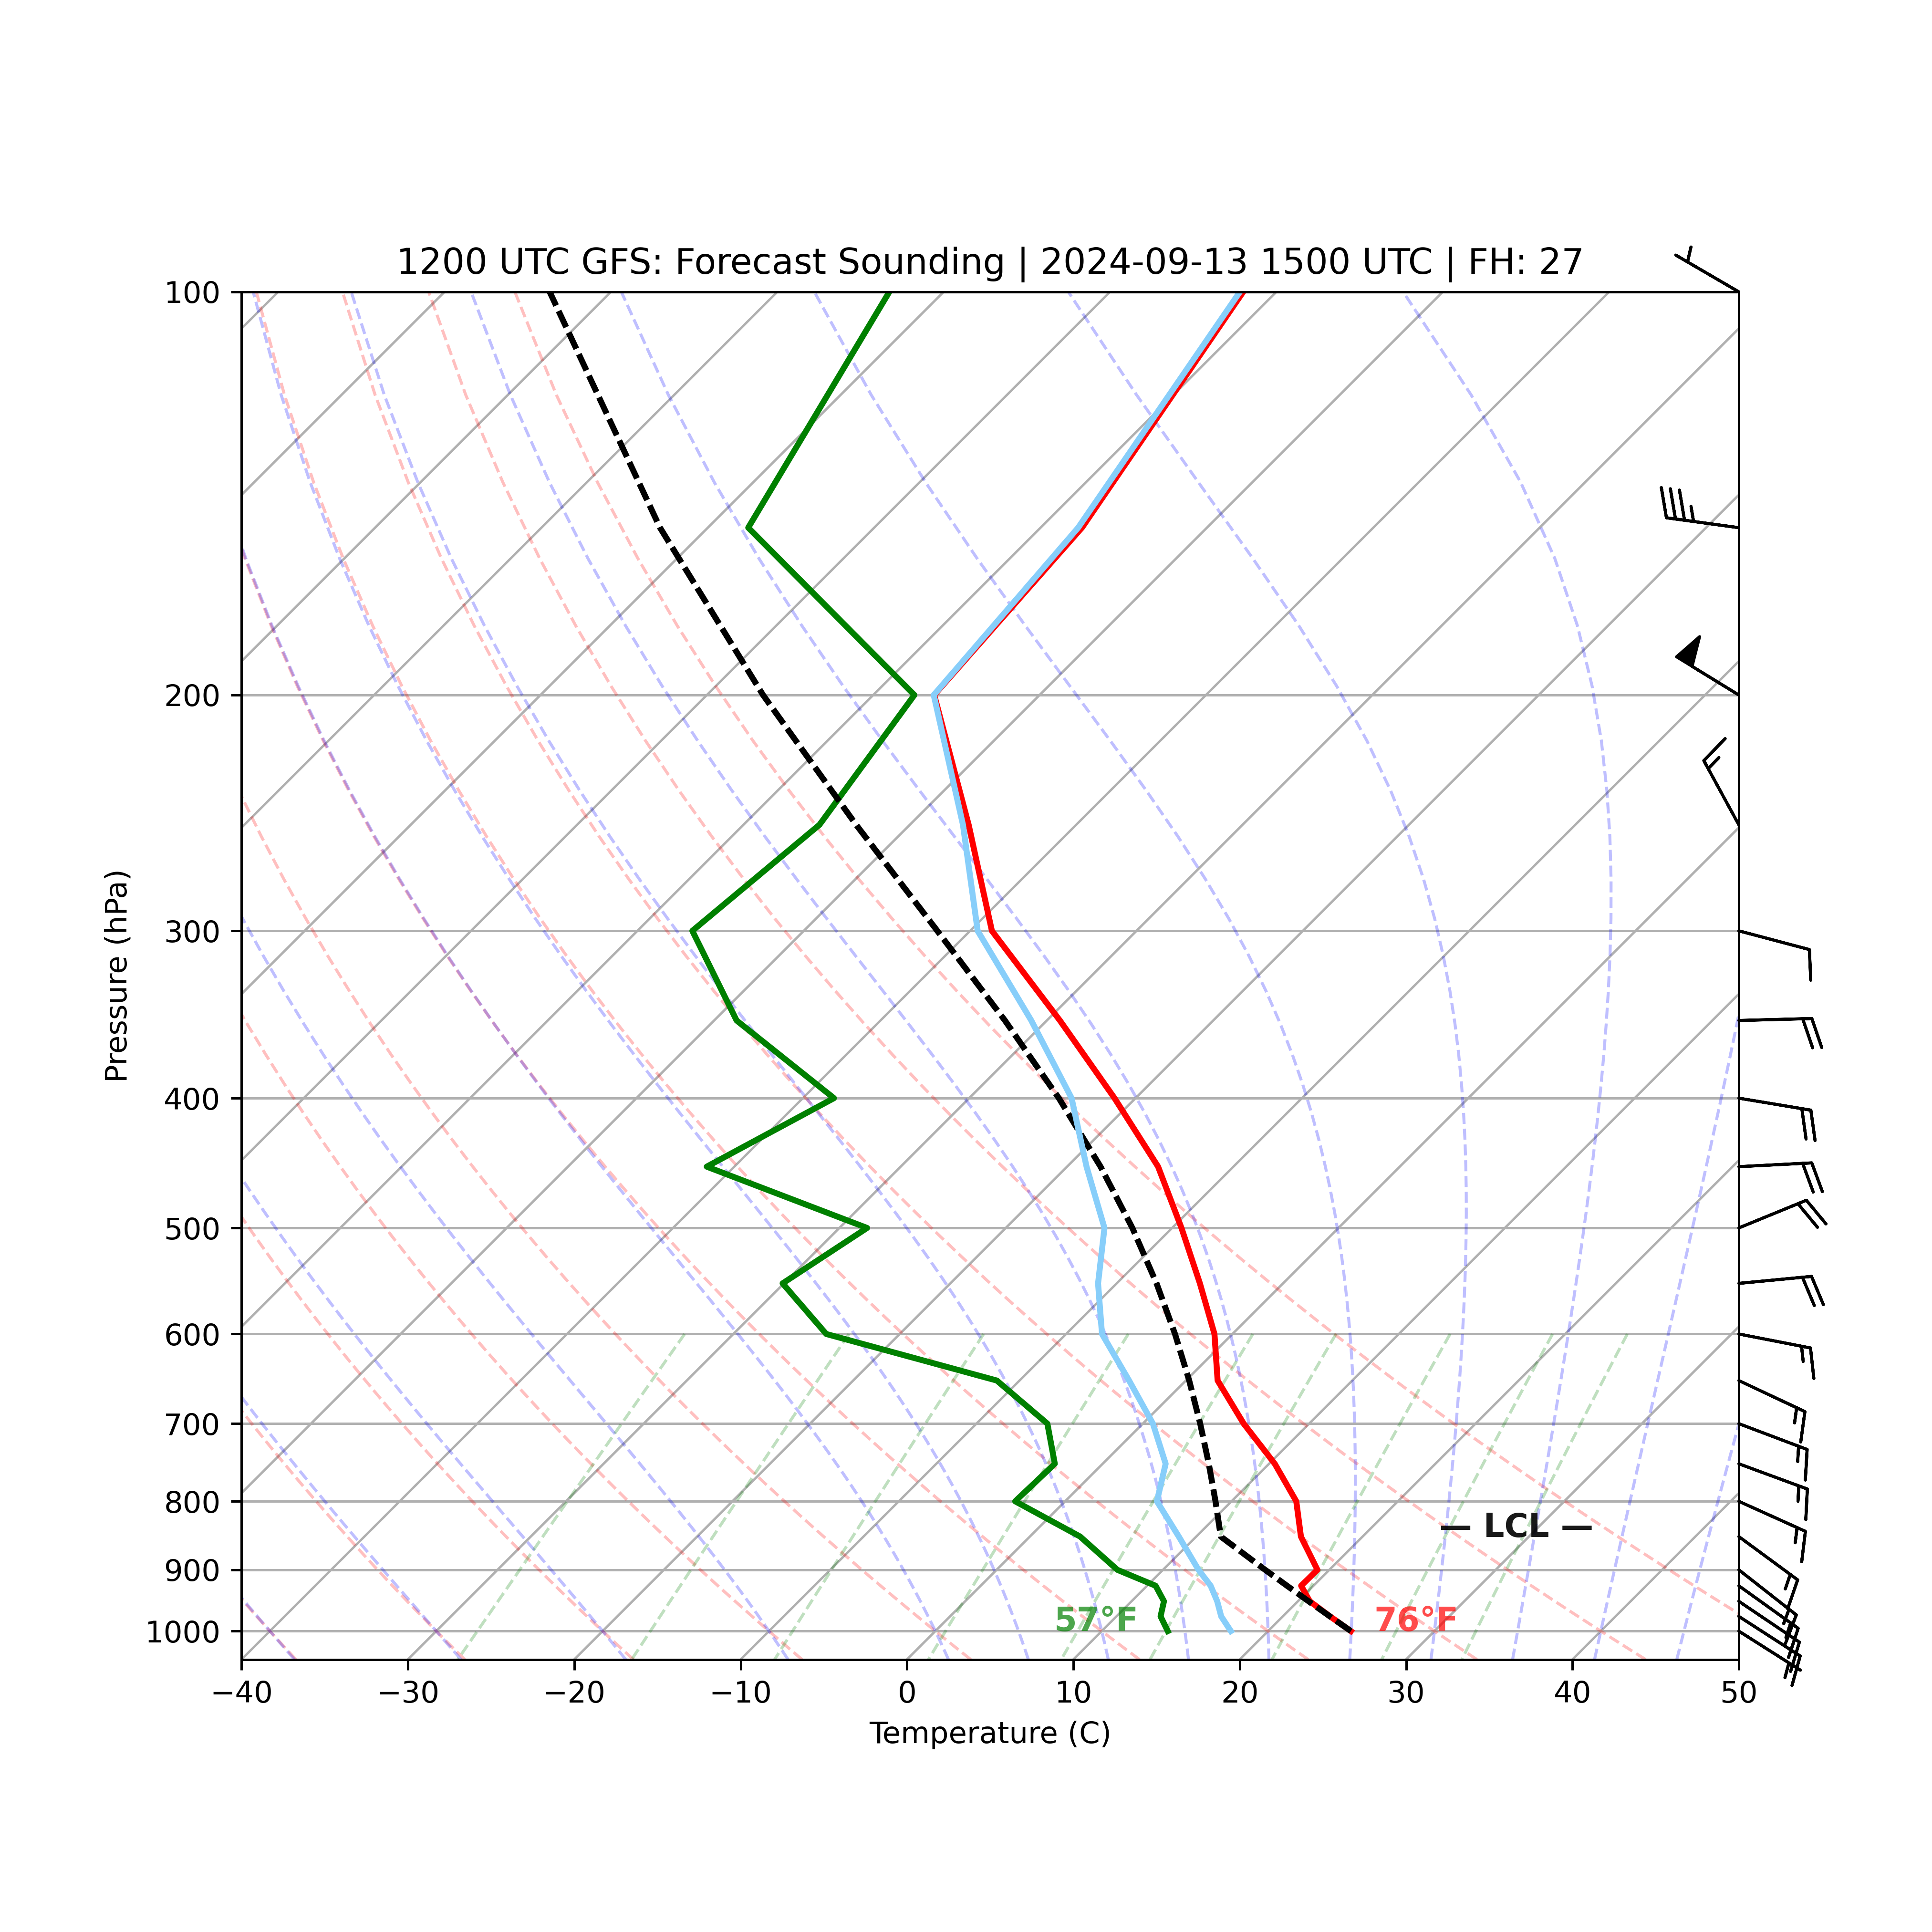 1200 UTC GFS: Forecast Sounding | 2024-09-13 1500 UTC | FH: 27
100
200
300
400
500
600
700
800
900
1000
Pressure (hPa)
— LCL —
57°F
76°F
−40 −30 −20 −10 0 10 20 30 40 50
Temperature (C)